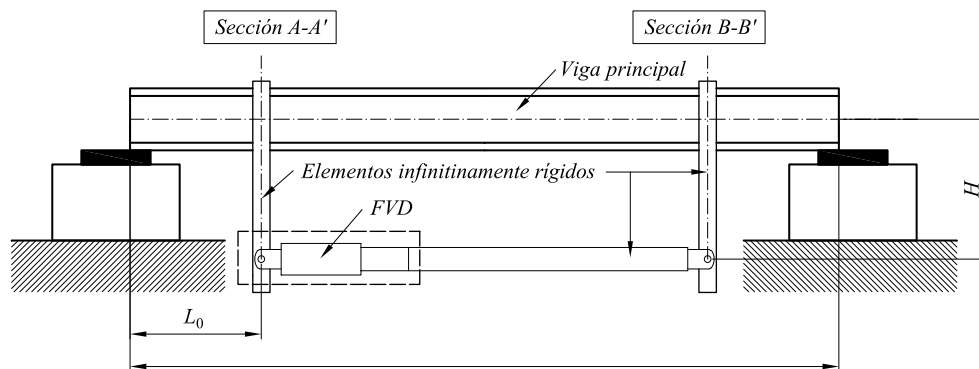 Sección A-A'
Sección B-B'
Viga principal
Elementos infinitinamente rígidos
FVD
H
L0